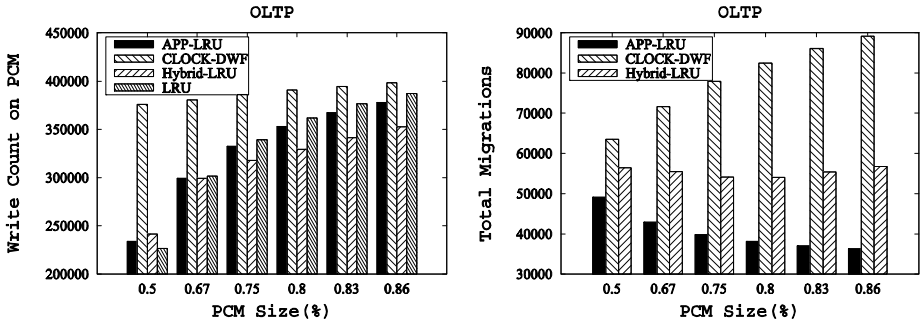 OLTP
450000
400000
350000
300000
250000
200000
Write Count on PCM
APP-LRU
CLOCK-DWF
Hybrid-LRU
LRU
0.5 0.67 0.75 0.8 0.83 0.86
PCM Size(%)
OLTP
90000
80000
70000
60000
50000
40000
30000
Total Migrations
APP-LRU
CLOCK-DWF
Hybrid-LRU
0.5 0.67 0.75 0.8 0.83 0.86
PCM Size(%)